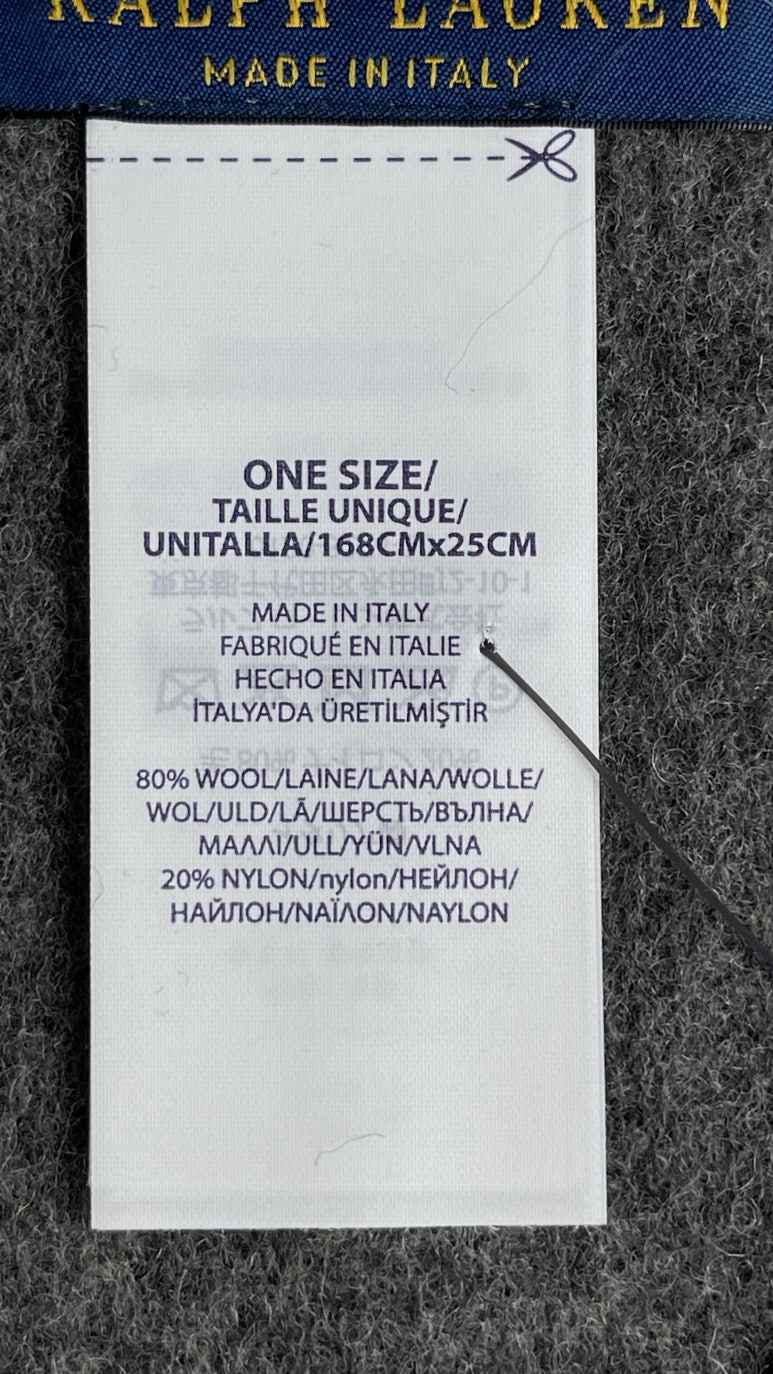 RALPH LAUREN
MADE IN ITALY
ONE SIZE/
TAILLE UNIQUE/
UNITALLA/168CMx25CM
MADE IN ITALY
FABRIQUÉ EN ITALIE
HECHO EN ITALIA
İTALYA'DA ÜRETİLMİŞTİR
80% WOOL/LAINE/LANA/WOLLE/
WOL/ULD/LÃ/ШЕРСТЬ/ВЪЛНА/
ΜΑΛΛΙ/ULL/YÜN/VLNA
20% NYLON/nylon/НЕЙЛОН/
НАЙЛОН/ΝΑΪΛΟΝ/NAYLON